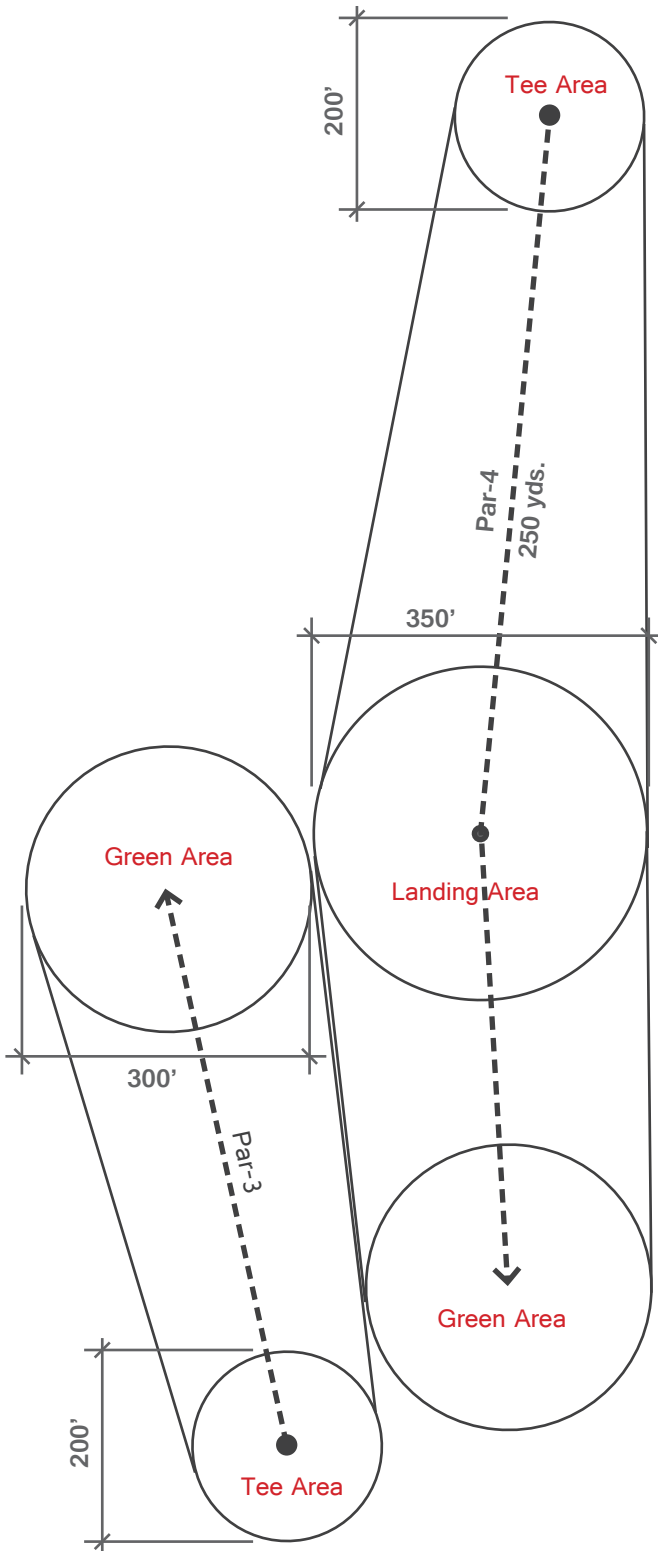 Tee Area
200’
Par-4
250 yds.
350’
Green Area
Landing Area
300’
Par-3
Green Area
200’
Tee Area